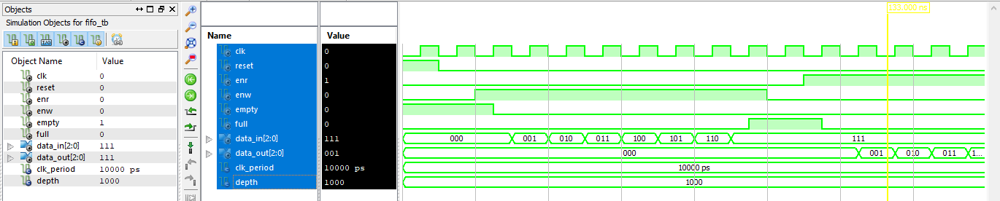 Objects
Simulation Objects for fifo_tb
Object Name Value
clk 0
reset 0
enr 0
enw 0
empty 1
full 0
data_in[2:0] 111
data_out[2:0] 111
clk_period 10000 ps
depth 1000
Name Value
clk 0
reset 0
enr 1
enw 0
empty 0
full 0
data_in[2:0] 111
data_out[2:0] 001
clk_period 10000 ps
depth 1000
133,000 ns
000 001 010 011 100 101 110 111
000 001 010 011 1...
10000 ps
1000